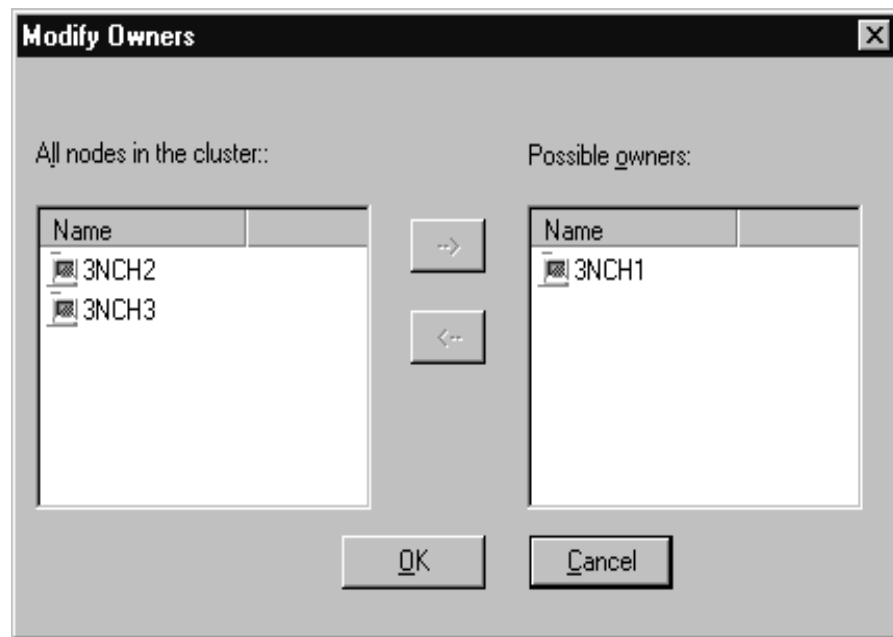 Modify Owners
All nodes in the cluster::
Possible owners:
Name
3NCH2
3NCH3
-->
<--
Name
3NCH1
OK
Cancel